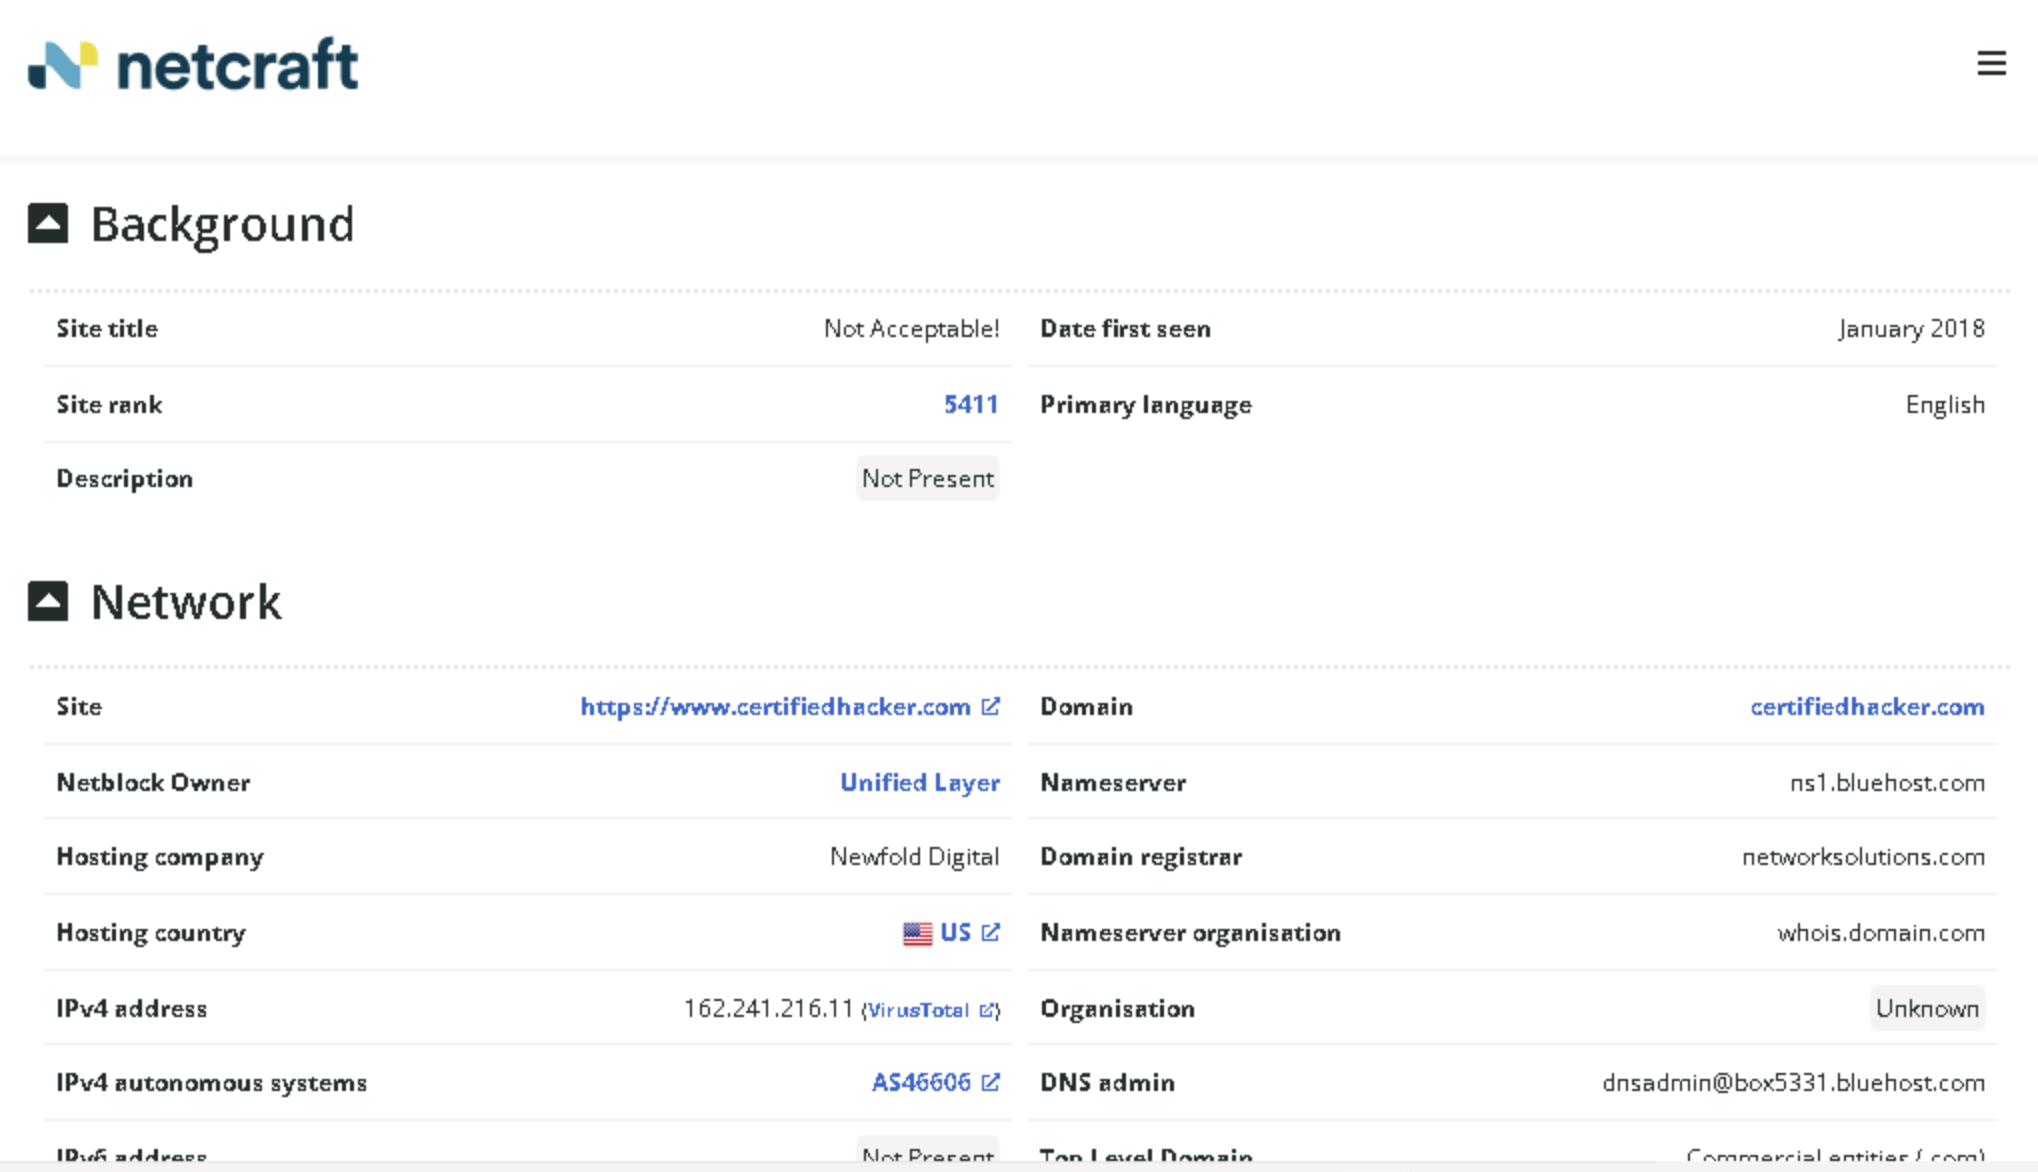 netcraft
Background
Site title Not Acceptable! Date first seen January 2018
Site rank 5411 Primary language English
Description Not Present
Network
Site https://www.certifiedhacker.com Domain certifiedhacker.com
Netblock Owner Unified Layer Nameserver ns1.bluehost.com
Hosting company Newfold Digital Domain registrar networksolutions.com
Hosting country US Nameserver organisation whois.domain.com
IPv4 address 162.241.216.11 (VirusTotal) Organisation Unknown
IPv4 autonomous systems AS46606 DNS admin dnsadmin@box5331.bluehost.com
IPv6 address Not Present Top Level Domain Commercial entities (.com)